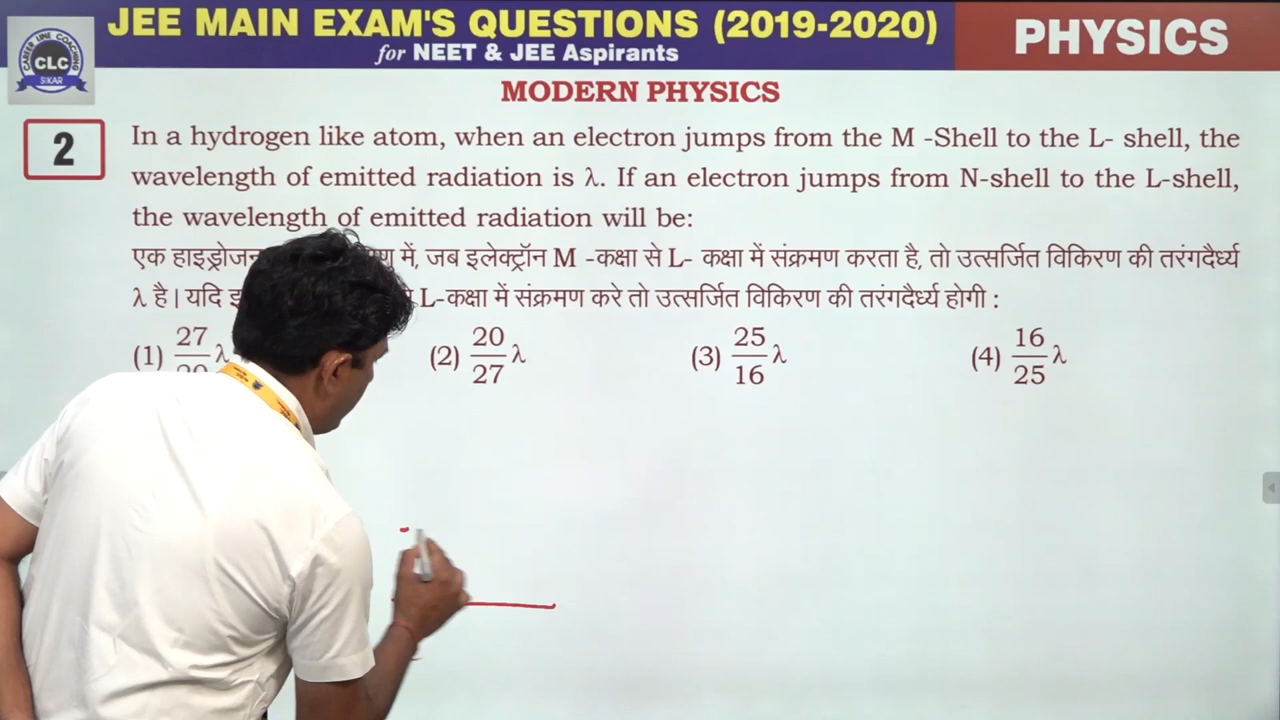 JEE MAIN EXAM'S QUESTIONS (2019-2020)
for NEET & JEE Aspirants
PHYSICS
CAREER LINE COACHING
CLC
SIKAR
MODERN PHYSICS
2
In a hydrogen like atom, when an electron jumps from the M -Shell to the L- shell, the
wavelength of emitted radiation is λ. If an electron jumps from N-shell to the L-shell,
the wavelength of emitted radiation will be:
एक हाइड्रोजन में, जब इलेक्ट्रॉन M -कक्षा से L- कक्षा में संक्रमण करता है, तो उत्सर्जित विकिरण की तरंगदैर्ध्य
λ है। यदि L-कक्षा में संक्रमण करे तो उत्सर्जित विकिरण की तरंगदैर्ध्य होगी :
(1) 27 λ (2) 20/27 λ (3) 25/16 λ (4) 16/25 λ